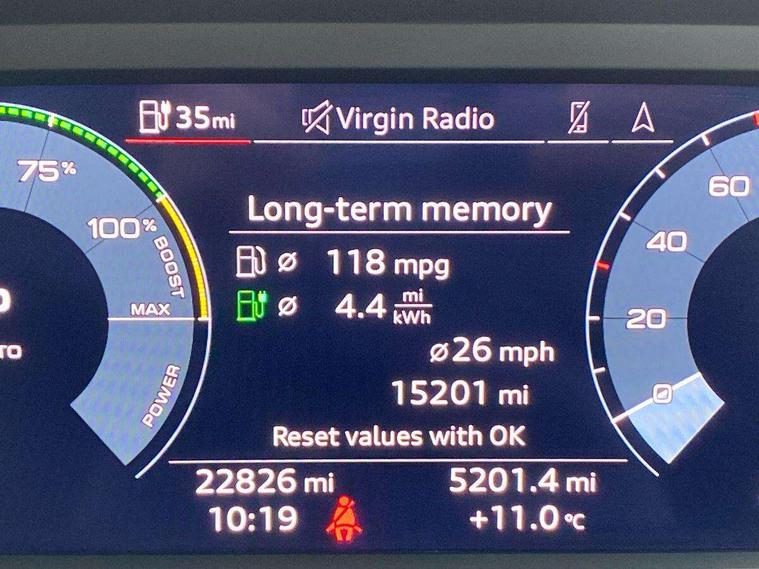 35mi Virgin Radio
75%
60
Long-term memory
100%
40
BOOST
ø 118 mpg
ø 4.4 mi/kWh
MAX
20
ø26 mph
POWER
15201 mi
0
Reset values with OK
22826 mi 5201.4 mi
10:19 +11.0 °C